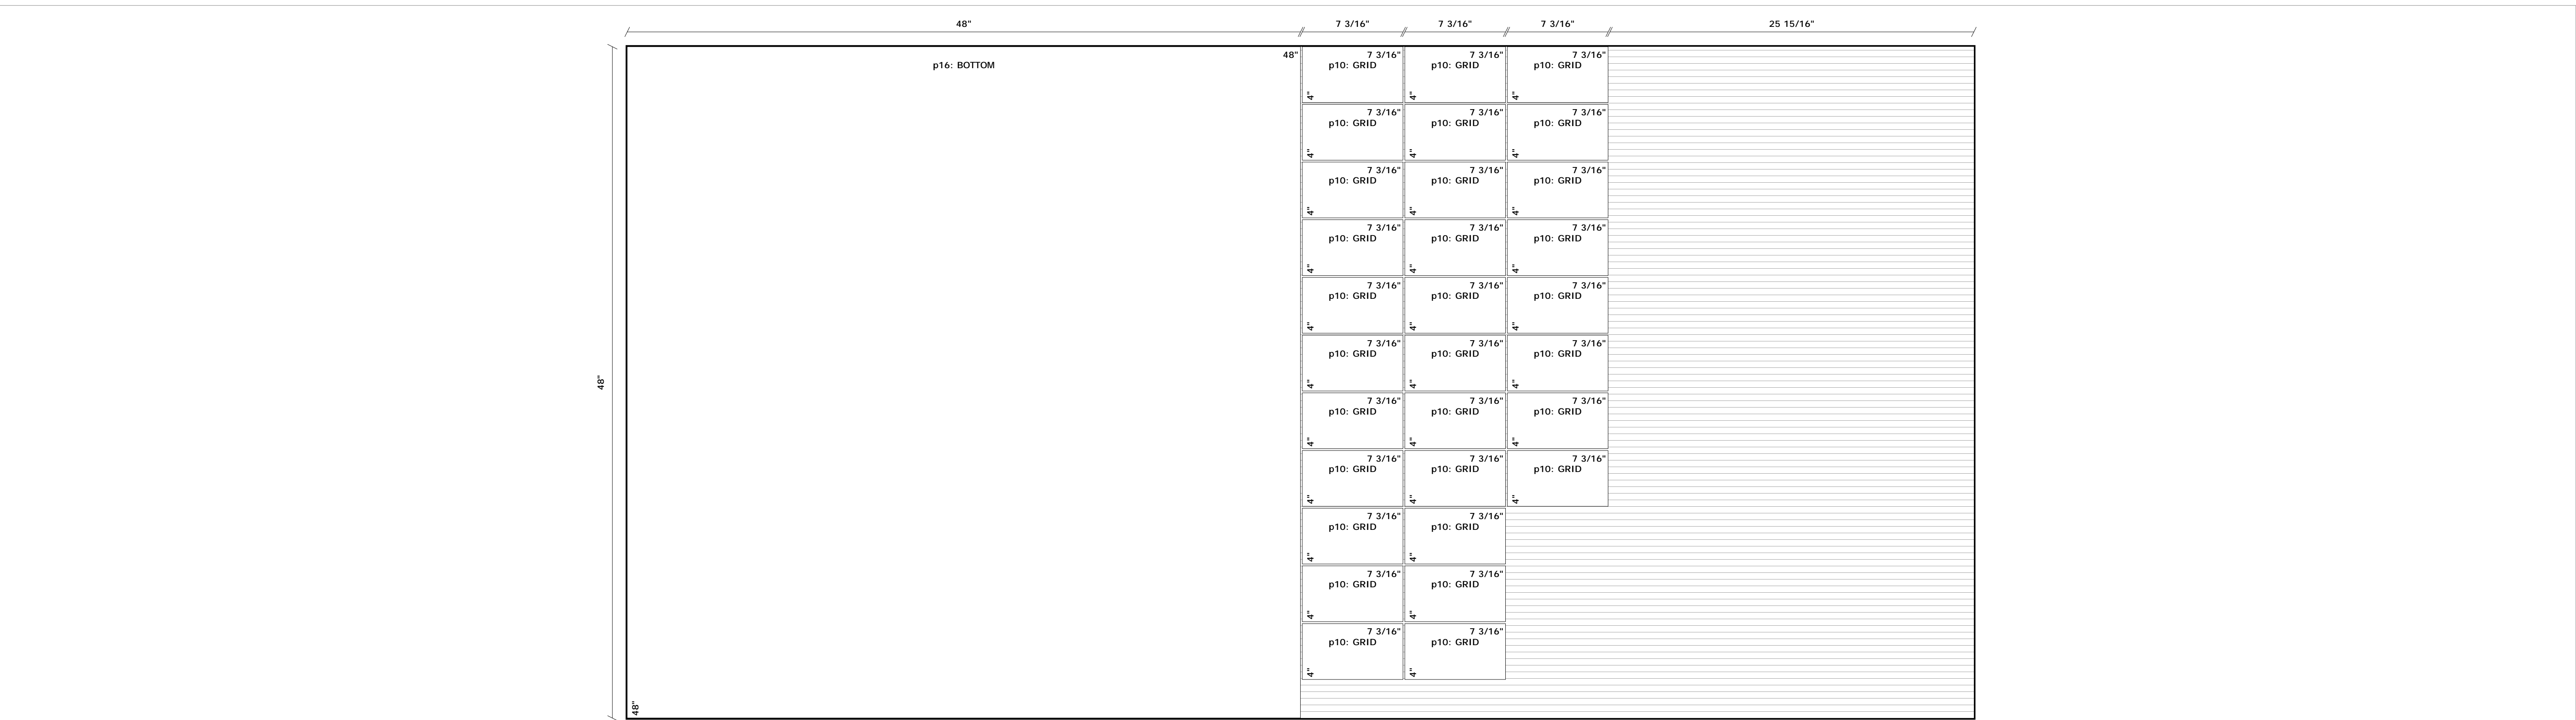 48" 7 3/16" 7 3/16" 7 3/16" 25 15/16"
48" 7 3/16" 7 3/16" 7 3/16"
p16: BOTTOM p10: GRID p10: GRID p10: GRID
4" 4" 4"
7 3/16" 7 3/16" 7 3/16"
p10: GRID p10: GRID p10: GRID
4" 4" 4"
7 3/16" 7 3/16" 7 3/16"
p10: GRID p10: GRID p10: GRID
4" 4" 4"
7 3/16" 7 3/16" 7 3/16"
p10: GRID p10: GRID p10: GRID
4" 4" 4"
7 3/16" 7 3/16" 7 3/16"
p10: GRID p10: GRID p10: GRID
4" 4" 4"
7 3/16" 7 3/16" 7 3/16"
p10: GRID p10: GRID p10: GRID
48" 4" 4" 4"
7 3/16" 7 3/16" 7 3/16"
p10: GRID p10: GRID p10: GRID
4" 4" 4"
7 3/16" 7 3/16" 7 3/16"
p10: GRID p10: GRID p10: GRID
4" 4" 4"
7 3/16" 7 3/16"
p10: GRID p10: GRID
4" 4"
7 3/16" 7 3/16"
p10: GRID p10: GRID
4" 4"
7 3/16" 7 3/16"
p10: GRID p10: GRID
4" 4"
48"